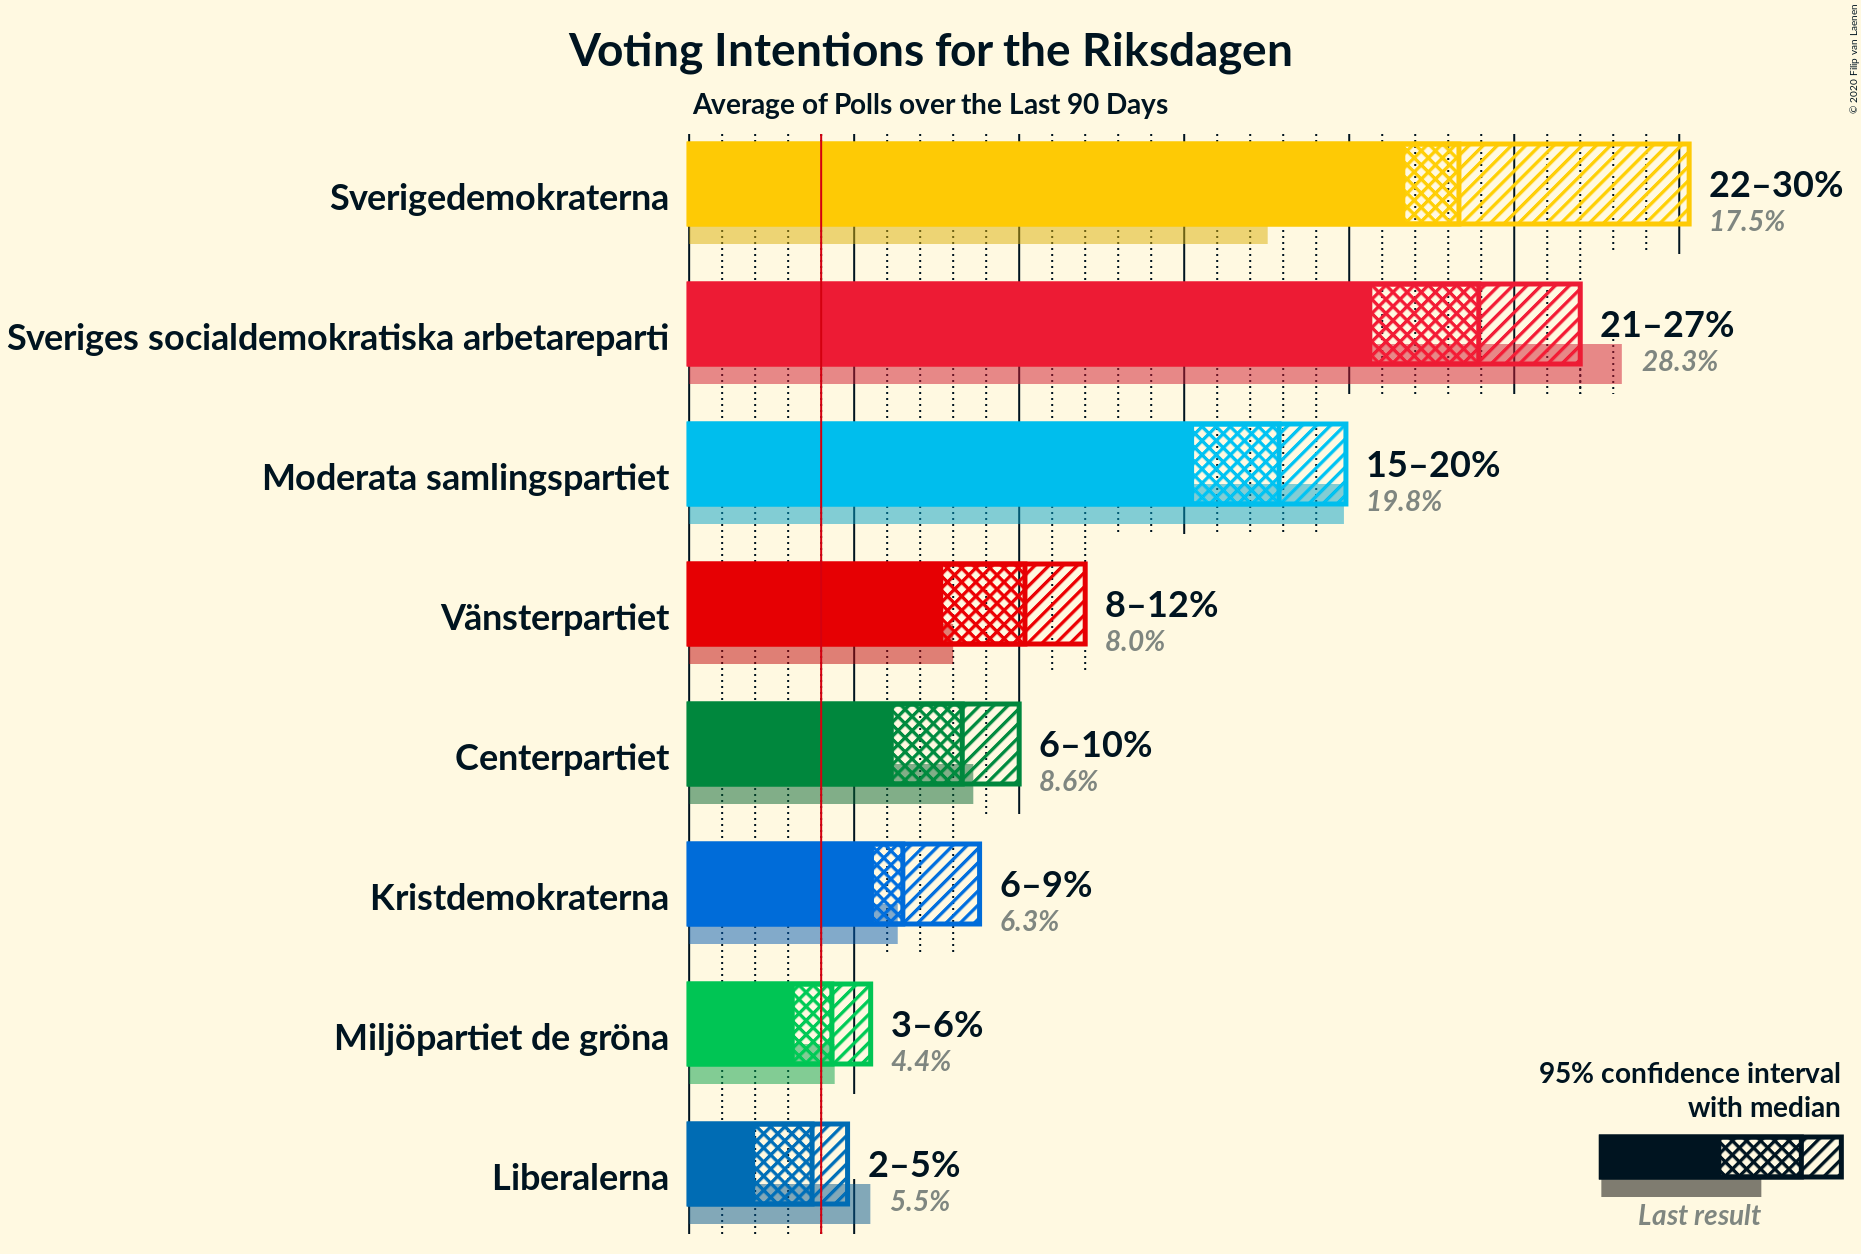 Voting Intentions for the Riksdagen
Average of Polls over the Last 90 Days
© 2020 Filip van Laenen
Sverigedemokraterna
22–30%
17.5%
Sveriges socialdemokratiska arbetareparti
21–27%
28.3%
Moderata samlingspartiet
15–20%
19.8%
Vänsterpartiet
8–12%
8.0%
Centerpartiet
6–10%
8.6%
Kristdemokraterna
6–9%
6.3%
Miljöpartiet de gröna
3–6%
4.4%
Liberalerna
2–5%
5.5%
95% confidence interval
with median
Last result